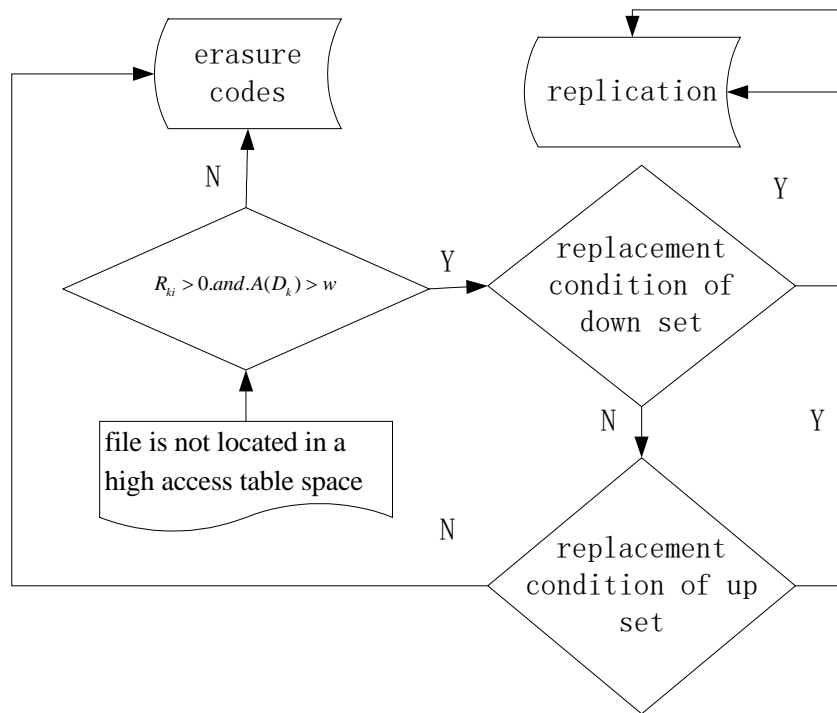 erasure
codes
replication
N
Y
R_{ki} > 0.and.A(D_k) > w
Y
replacement
condition of
down set
N
Y
file is not located in a
high access table space
N
replacement
condition of up
set